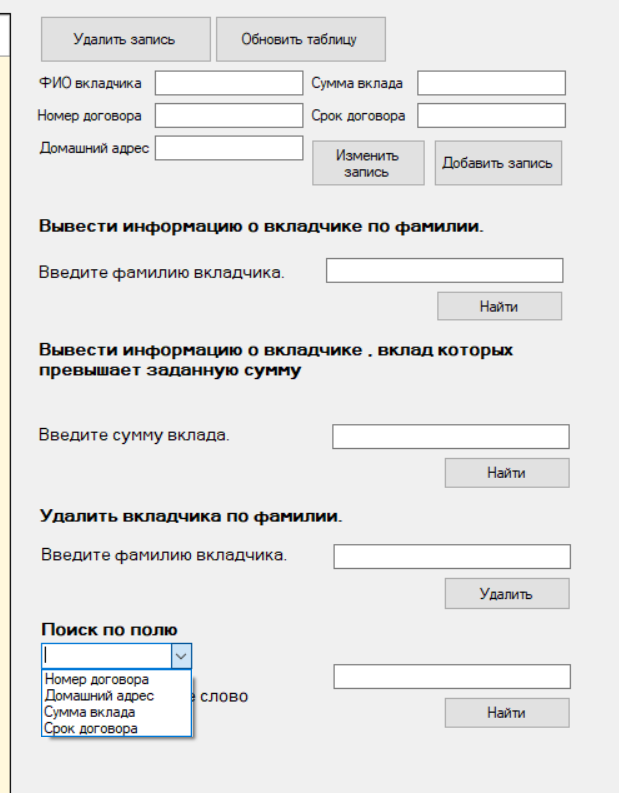 Удалить запись
Обновить таблицу
ФИО вкладчика
Сумма вклада
Номер договора
Срок договора
Домашний адрес
Изменить
запись
Добавить запись
Вывести информацию о вкладчике по фамилии.
Введите фамилию вкладчика.
Найти
Вывести информацию о вкладчике , вклад которых
превышает заданную сумму
Введите сумму вклада.
Найти
Удалить вкладчика по фамилии.
Введите фамилию вкладчика.
Удалить
Поиск по полю
Номер договора
Домашний адрес
Сумма вклада
Срок договора
слово
Найти